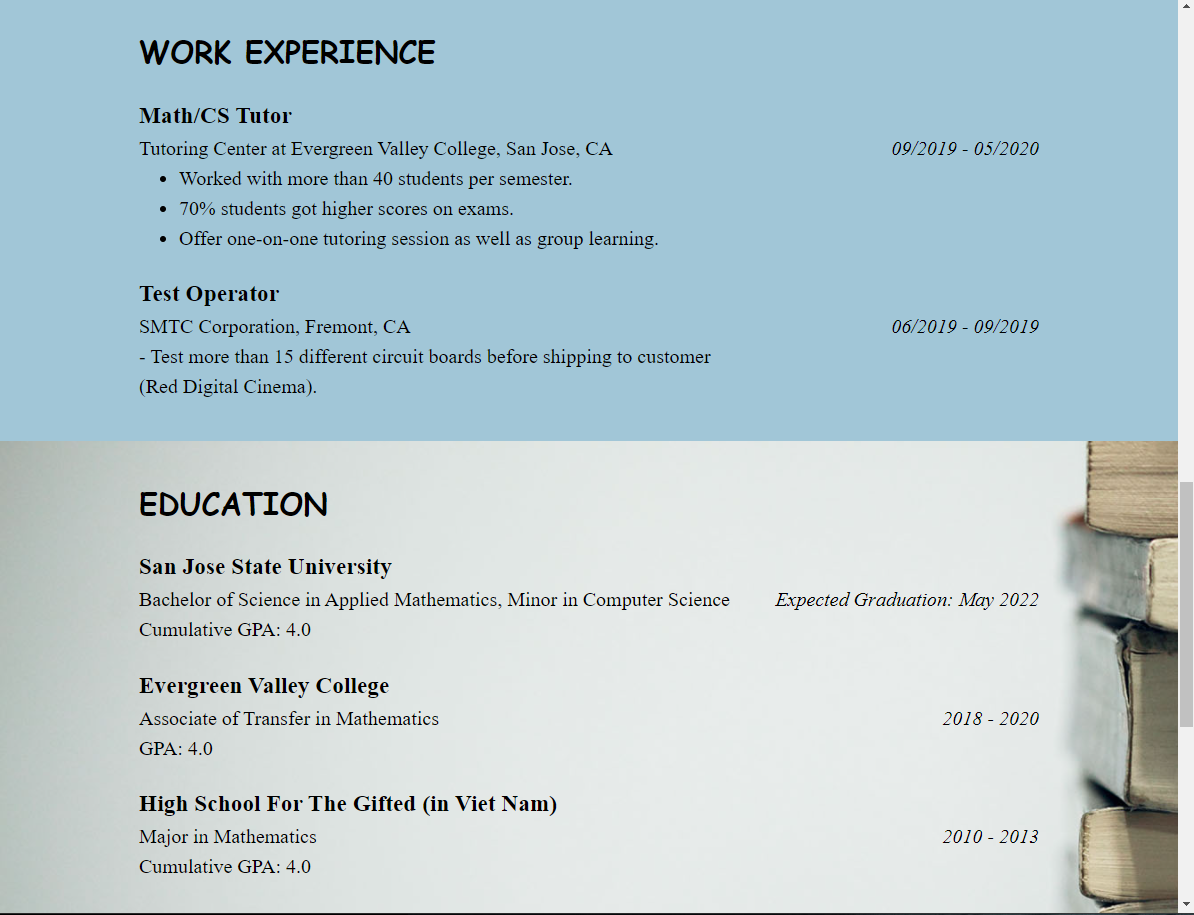 WORK EXPERIENCE
Math/CS Tutor
Tutoring Center at Evergreen Valley College, San Jose, CA 09/2019 - 05/2020
• Worked with more than 40 students per semester.
• 70% students got higher scores on exams.
• Offer one-on-one tutoring session as well as group learning.
Test Operator
SMTC Corporation, Fremont, CA 06/2019 - 09/2019
- Test more than 15 different circuit boards before shipping to customer
(Red Digital Cinema).
EDUCATION
San Jose State University
Bachelor of Science in Applied Mathematics, Minor in Computer Science Expected Graduation: May 2022
Cumulative GPA: 4.0
Evergreen Valley College
Associate of Transfer in Mathematics 2018 - 2020
GPA: 4.0
High School For The Gifted (in Viet Nam)
Major in Mathematics 2010 - 2013
Cumulative GPA: 4.0